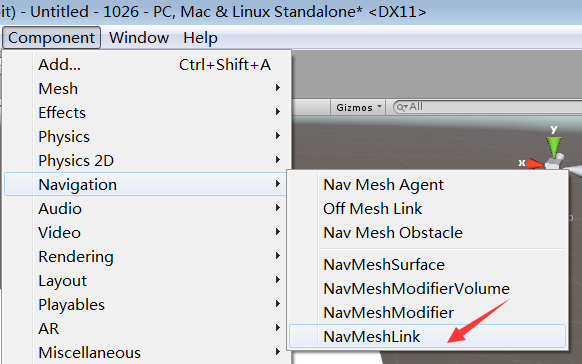 it) - Untitled - 1026 - PC, Mac & Linux Standalone* <DX11>
Component Window Help
Add... Ctrl+Shift+A
Gizmos All
Mesh
Effects
Physics
Physics 2D
Navigation
Audio
Video
Rendering
Layout
Playables
AR
Miscellaneous
Nav Mesh Agent
Off Mesh Link
Nav Mesh Obstacle
NavMeshSurface
NavMeshModifierVolume
NavMeshModifier
NavMeshLink
y
x